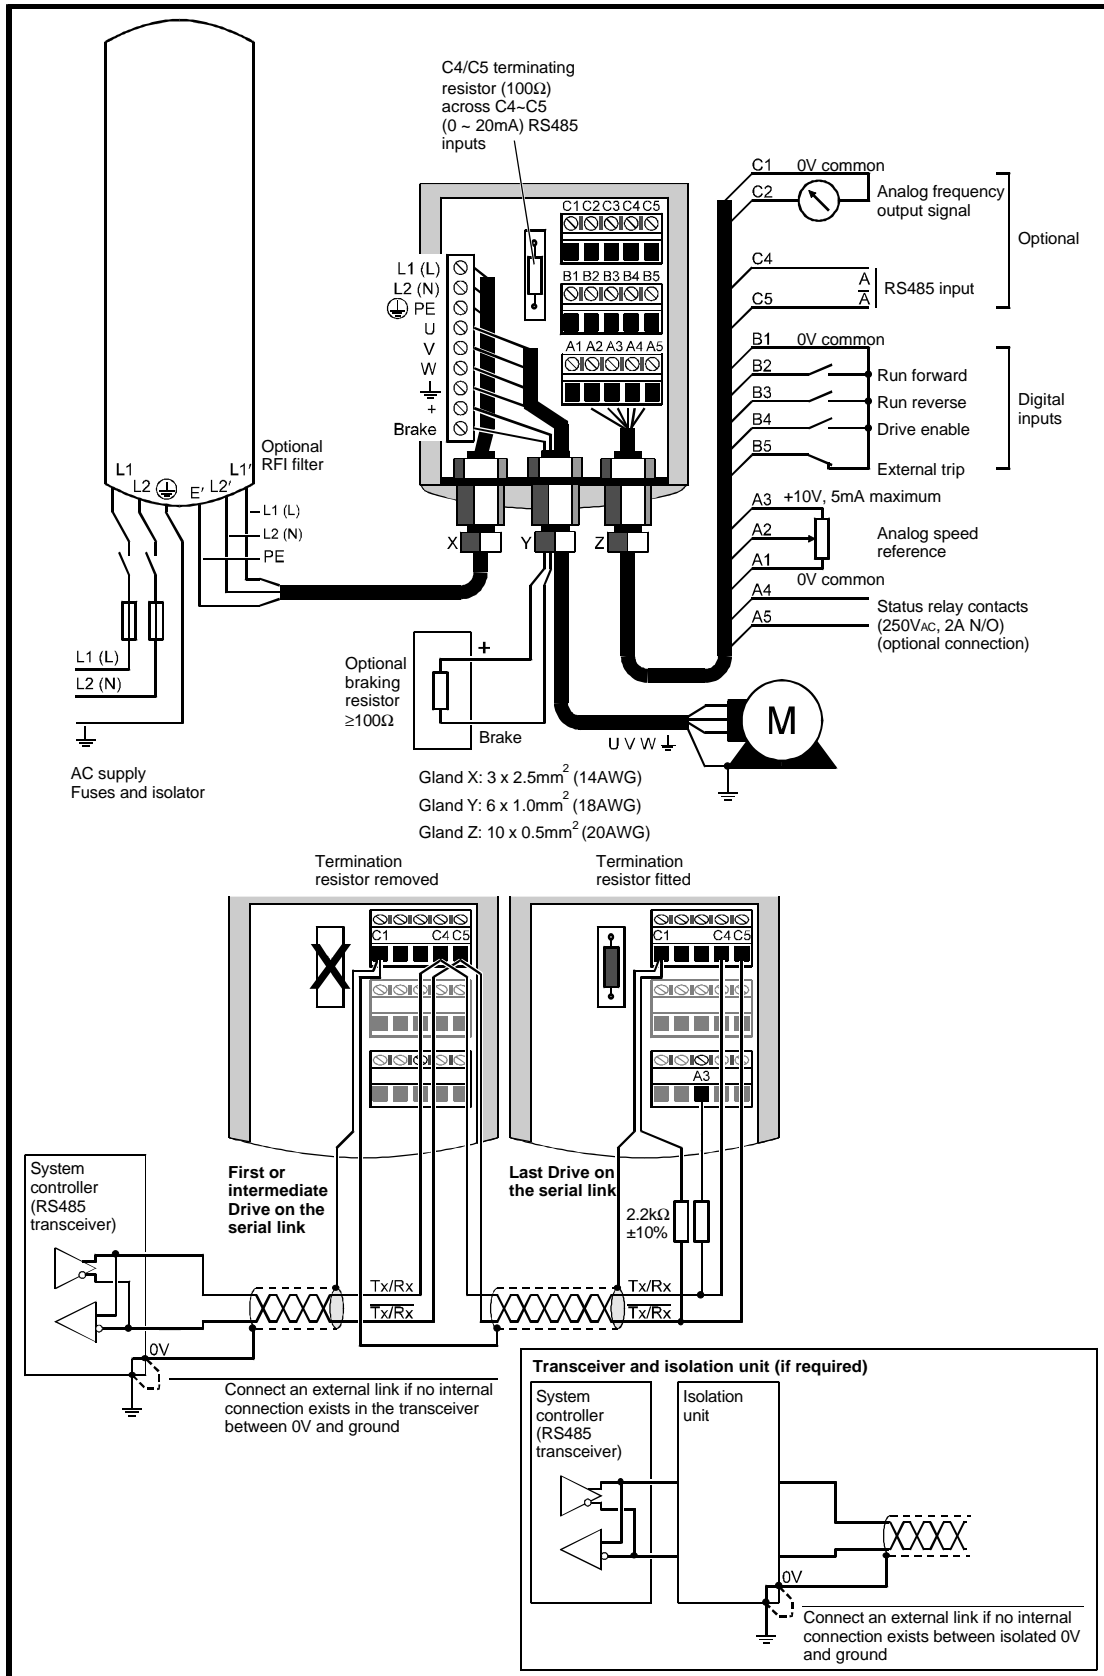 C4/C5 terminating
resistor (100Ω)
across C4~C5
(0 ~ 20mA) RS485
inputs
C1 C2 C3 C4 C5
B1 B2 B3 B4 B5
A1 A2 A3 A4 A5
L1 (L)
L2 (N)
PE
U
V
W
+
Brake
X
Y
Z
Optional
RFI filter
L1
L2
E'
L2'
L1'
L1 (L)
L2 (N)
PE
L1 (L)
L2 (N)
AC supply
Fuses and isolator
Optional
braking
resistor
≥100Ω
+
Brake
U V W
M
C1 0V common
C2
Analog frequency
output signal
C4
A
RS485 input
A̅
C5
Optional
B1 0V common
B2
Run forward
B3
Run reverse
B4
Drive enable
B5
External trip
Digital
inputs
A3 +10V, 5mA maximum
A2
Analog speed
reference
A1
0V common
A4
Status relay contacts
(250VAC, 2A N/O)
(optional connection)
A5
Gland X: 3 x 2.5mm² (14AWG)
Gland Y: 6 x 1.0mm² (18AWG)
Gland Z: 10 x 0.5mm² (20AWG)
Termination
resistor removed
C1 C4 C5
X
First or
intermediate
Drive on the
serial link
Termination
resistor fitted
C1 C4 C5
A3
Last Drive on
the serial link
2.2kΩ
±10%
System
controller
(RS485
transceiver)
Tx/Rx
T̅x̅/̅R̅x̅
Tx/Rx
T̅x̅/̅R̅x̅
0V
Connect an external link if no internal
connection exists in the transceiver
between 0V and ground
Transceiver and isolation unit (if required)
System
controller
(RS485
transceiver)
Isolation
unit
0V
Connect an external link if no internal
connection exists between isolated 0V
and ground